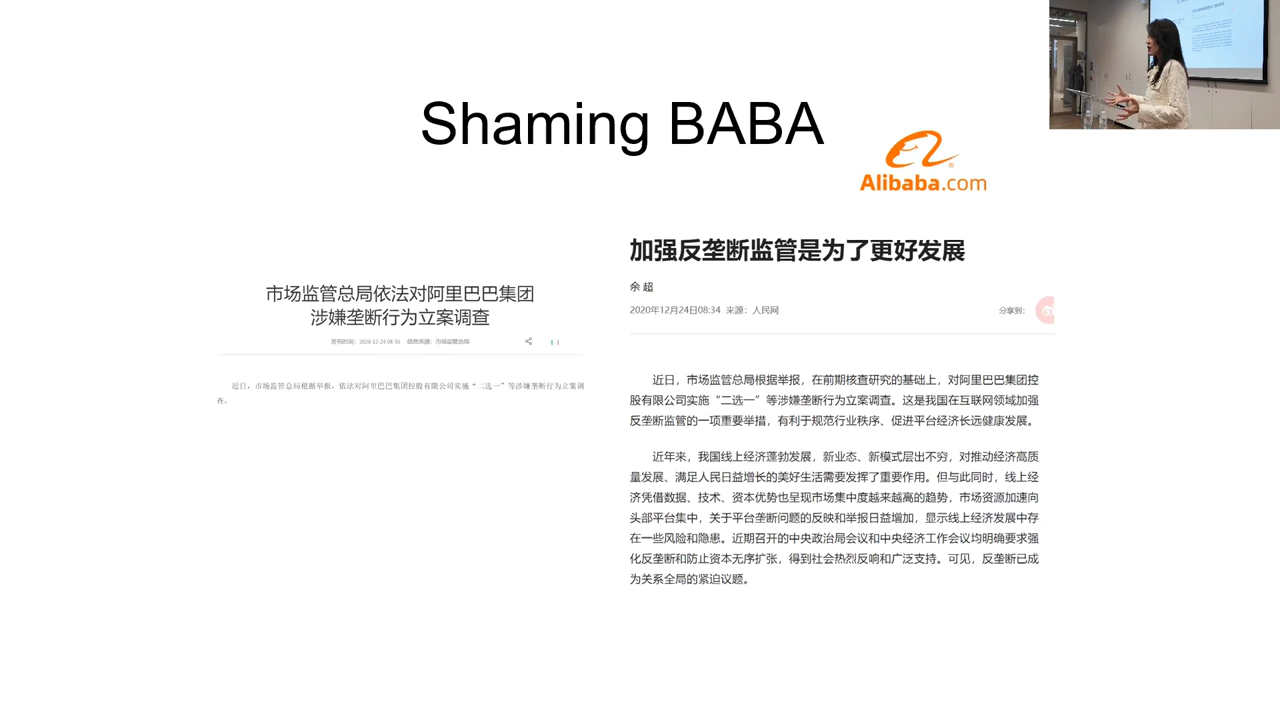 Shaming BABA
Alibaba.com
市场监管总局依法对阿里巴巴集团
涉嫌垄断行为立案调查
发布时间：2020-12-24 08:30 信息来源：市场监管总局
近日，市场监管总局根据举报，依法对阿里巴巴集团控股有限公司实施“二选一”等涉嫌垄断行为立案调
查。
加强反垄断监管是为了更好发展
余 超
2020年12月24日08:34 来源：人民网
分享到：
近日，市场监管总局根据举报，在前期核查研究的基础上，对阿里巴巴集团控
股有限公司实施“二选一”等涉嫌垄断行为立案调查。这是我国在互联网领域加强
反垄断监管的一项重要举措，有利于规范行业秩序、促进平台经济长远健康发展。
近年来，我国线上经济蓬勃发展，新业态、新模式层出不穷，对推动经济高质
量发展、满足人民日益增长的美好生活需要发挥了重要作用。但与此同时，线上经
济凭借数据、技术、资本优势也呈现市场集中度越来越高的趋势，市场资源加速向
头部平台集中，关于平台垄断问题的反映和举报日益增加，显示线上经济发展中存
在一些风险和隐患。近期召开的中央政治局会议和中央经济工作会议均明确要求强
化反垄断和防止资本无序扩张，得到社会热烈反响和广泛支持。可见，反垄断已成
为关系全局的紧迫议题。